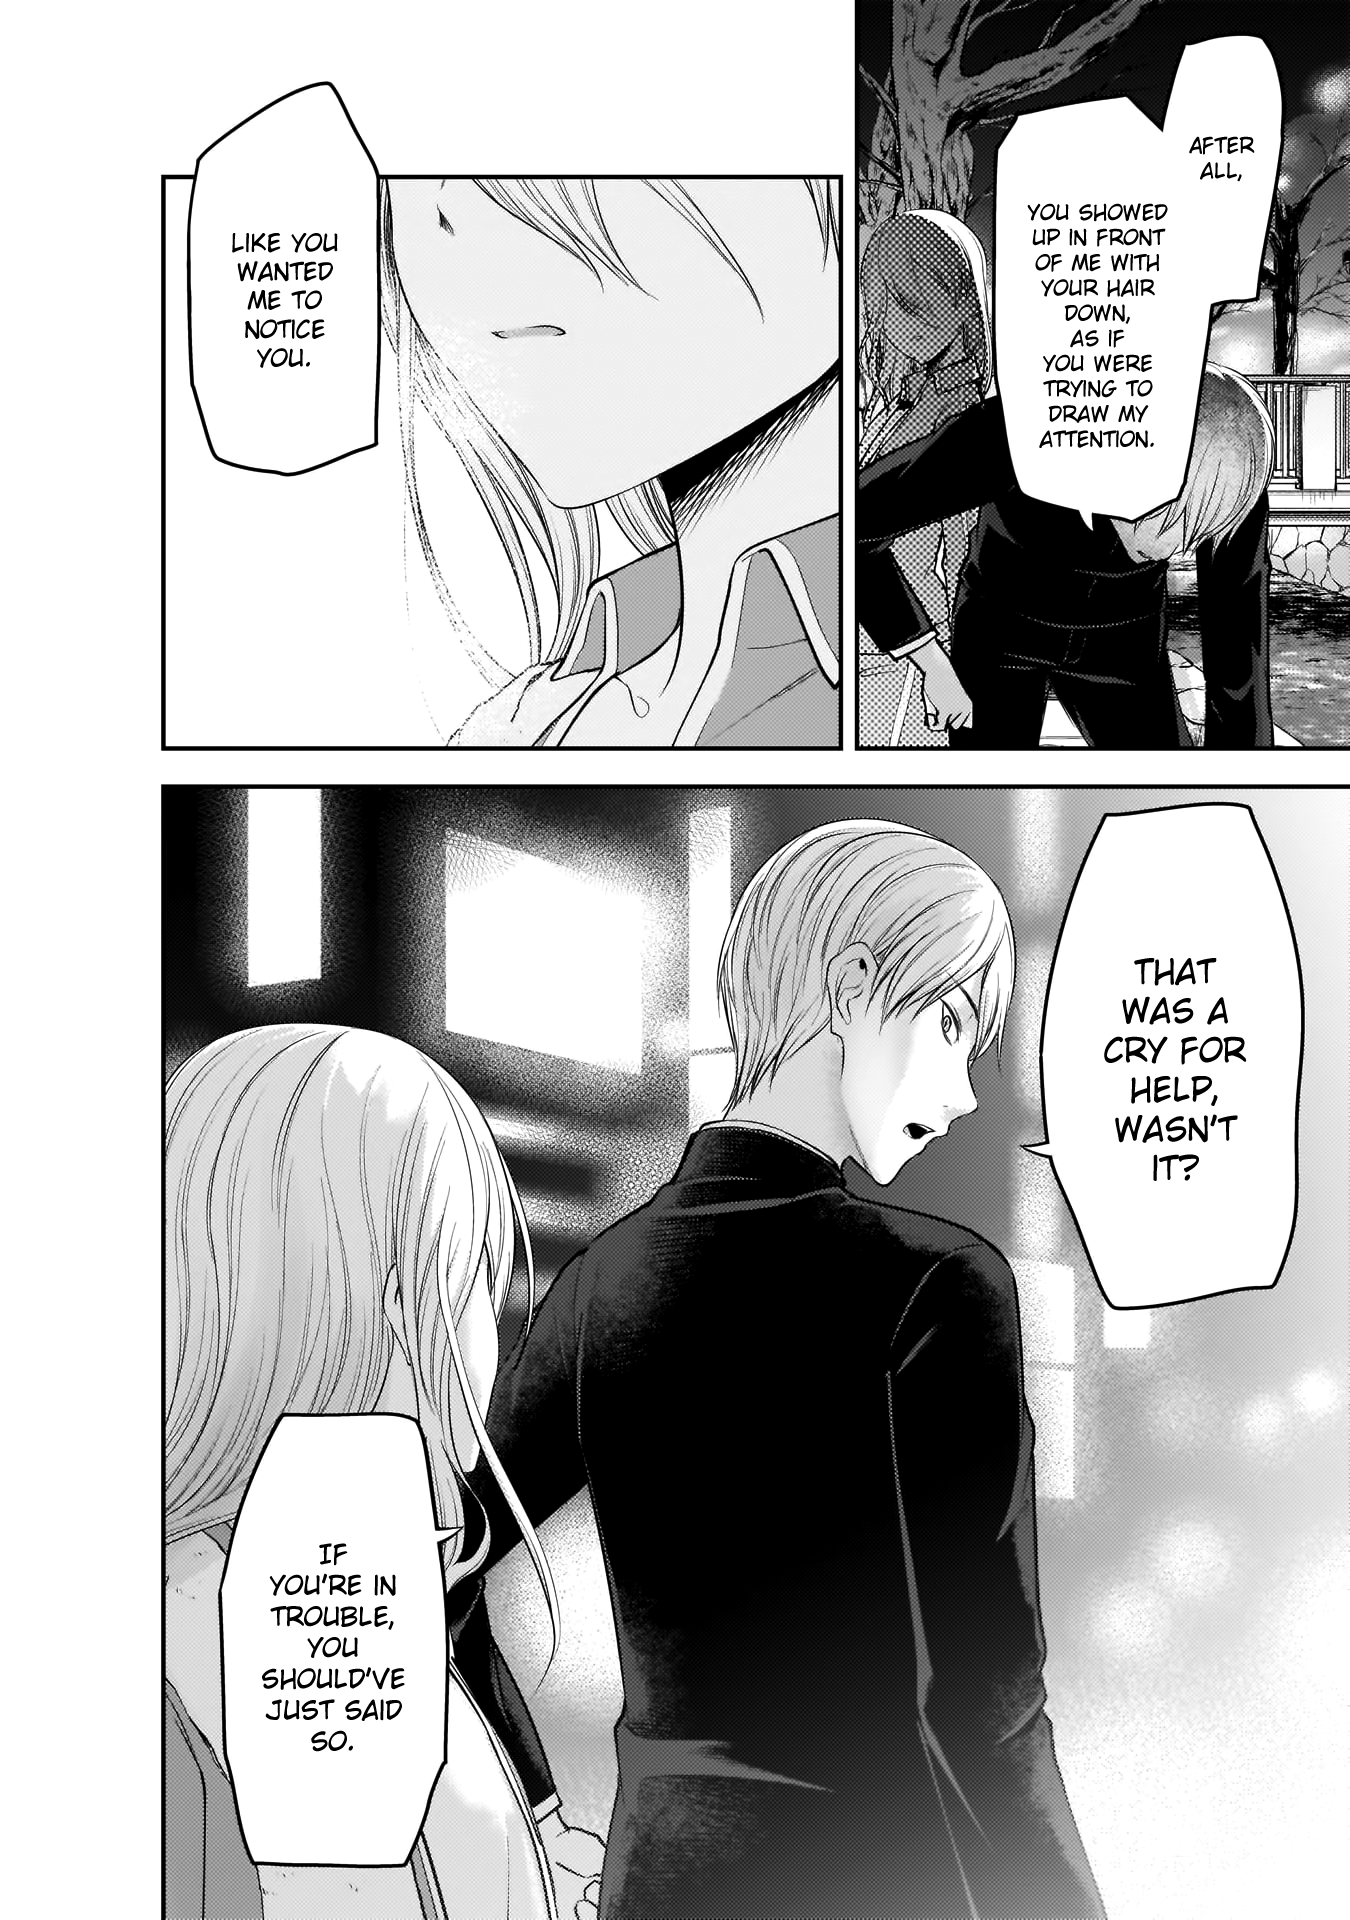 AFTER
ALL,
YOU SHOWED
UP IN FRONT
OF ME WITH
YOUR HAIR
DOWN,
AS IF
YOU WERE
TRYING TO
DRAW MY
ATTENTION.
LIKE YOU
WANTED
ME TO
NOTICE
YOU.
THAT
WAS A
CRY FOR
HELP,
WASN'T
IT?
IF
YOU'RE IN
TROUBLE,
YOU
SHOULD'VE
JUST SAID
SO.